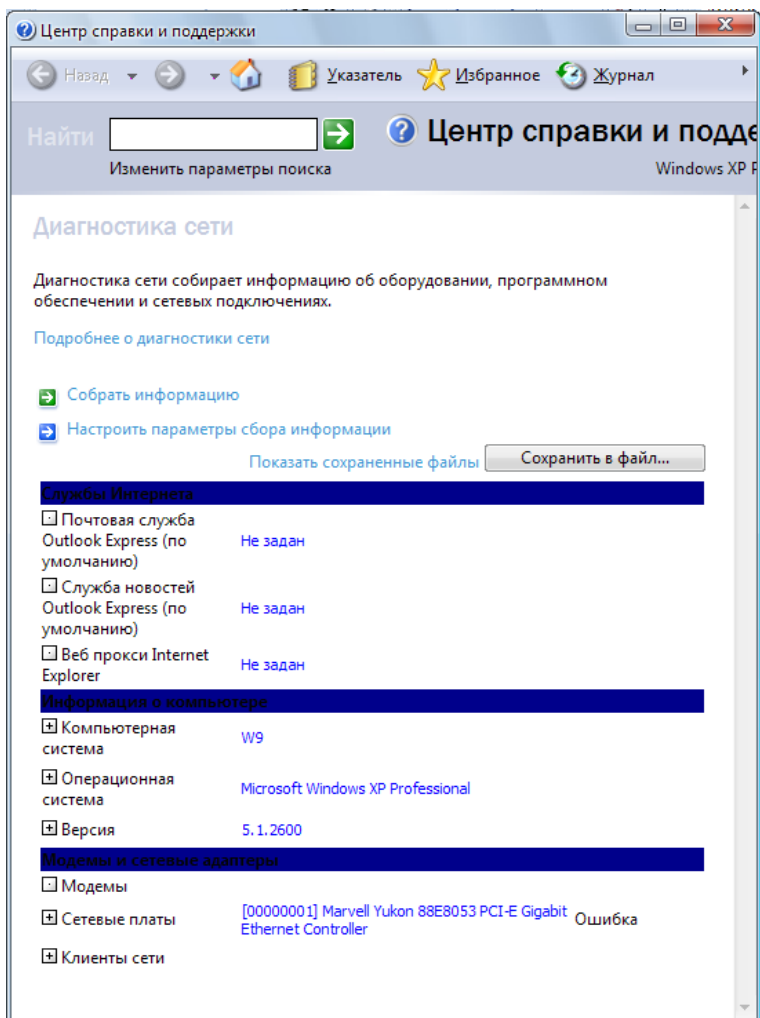 Центр справки и поддержки
Назад Указатель Избранное Журнал
Найти Центр справки и подде
Изменить параметры поиска Windows XP P
Диагностика сети
Диагностика сети собирает информацию об оборудовании, программном
обеспечении и сетевых подключениях.
Подробнее о диагностики сети
Собрать информацию
Настроить параметры сбора информации
Показать сохраненные файлы Сохранить в файл...
Службы Интернета
Почтовая служба
Outlook Express (по Не задан
умолчанию)
Служба новостей
Outlook Express (по Не задан
умолчанию)
Веб прокси Internet Не задан
Explorer
Информация о компьютере
Компьютерная W9
система
Операционная Microsoft Windows XP Professional
система
Версия 5.1.2600
Модемы и сетевые адаптеры
Модемы
Сетевые платы [00000001] Marvell Yukon 88E8053 PCI-E Gigabit Ошибка
Ethernet Controller
Клиенты сети